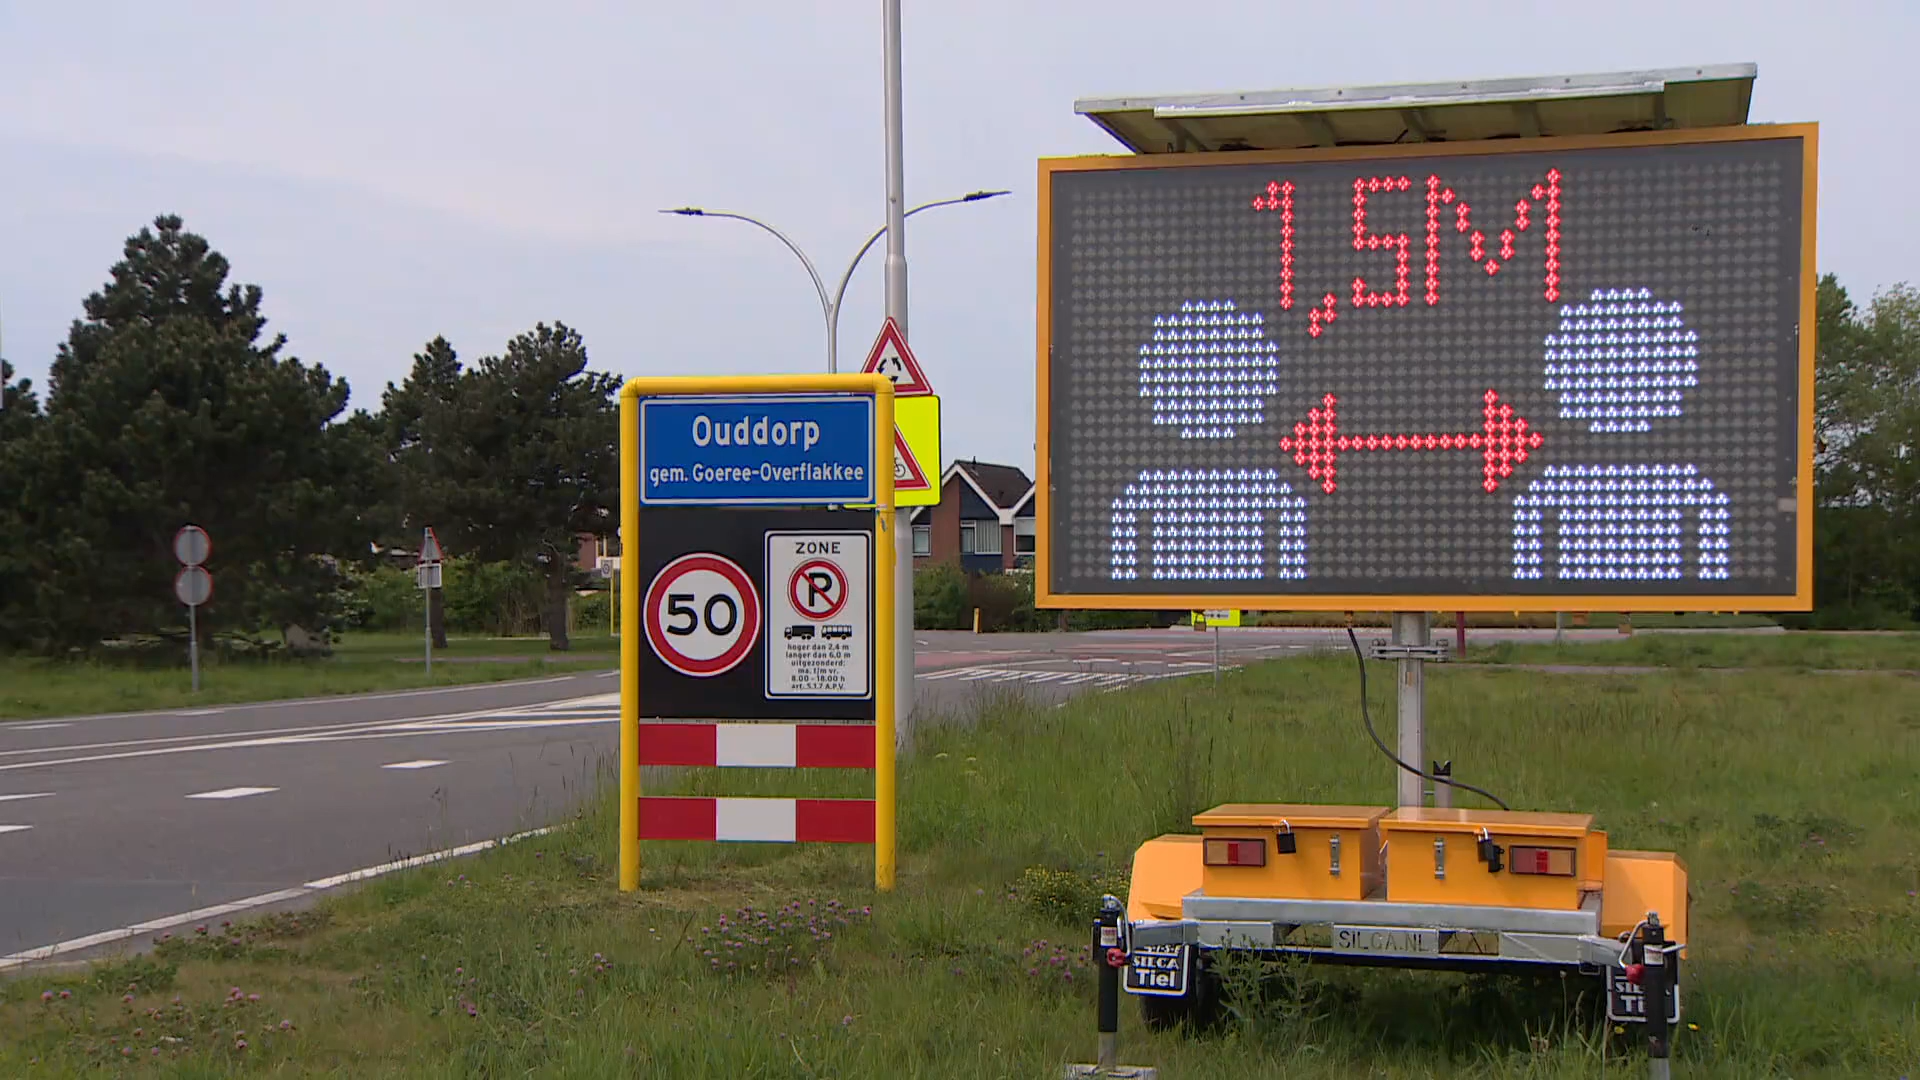 1,5M
Ouddorp
gem. Goeree-Overflakkee
50
ZONE
P
hoger dan 2,4 m
langer dan 6,0 m
uitgezonderd:
ma. t/m vr.
8.00 - 18.00 h
art. 5.1.7 A.P.V.
SILCA.NL
SILCA
Tiel